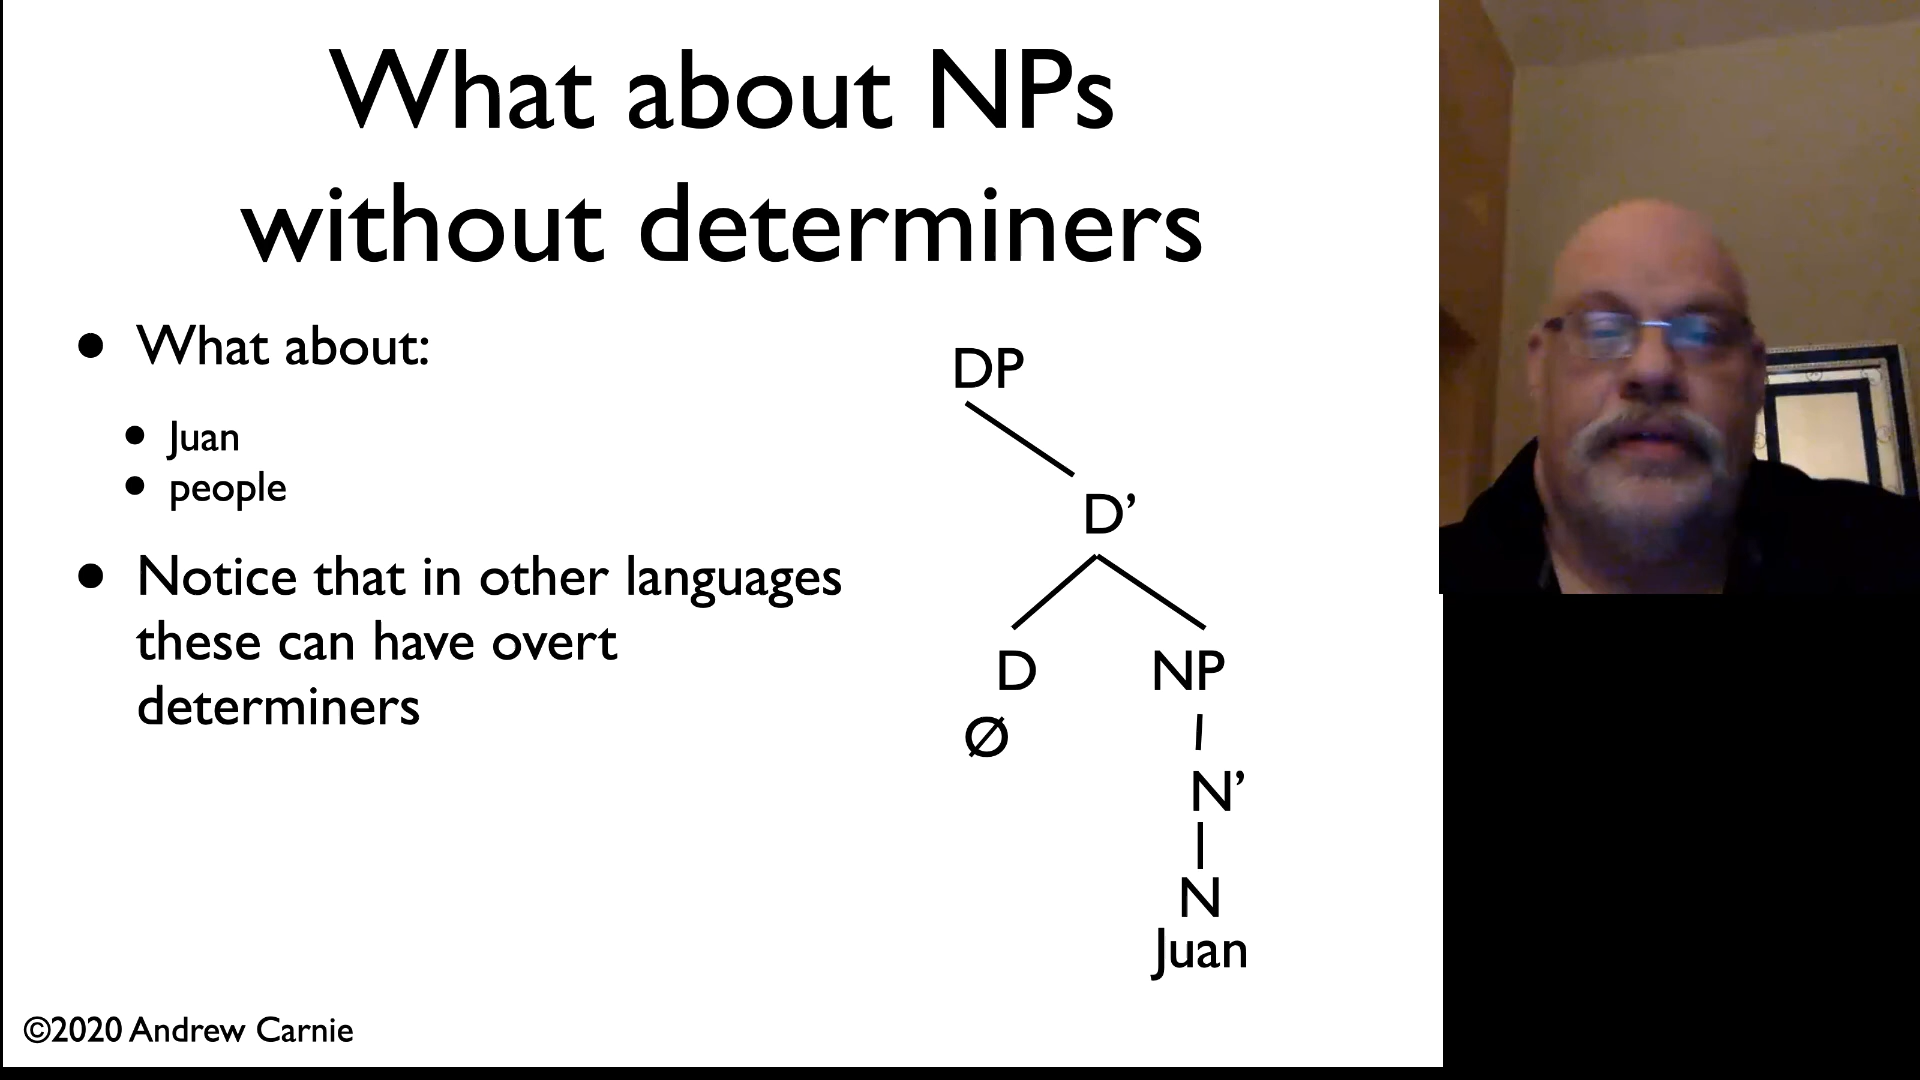 What about NPs
without determiners
• What about:
• Juan
• people
• Notice that in other languages
these can have overt
determiners
DP
D’
D NP
Ø
N’
N
Juan
©2020 Andrew Carnie